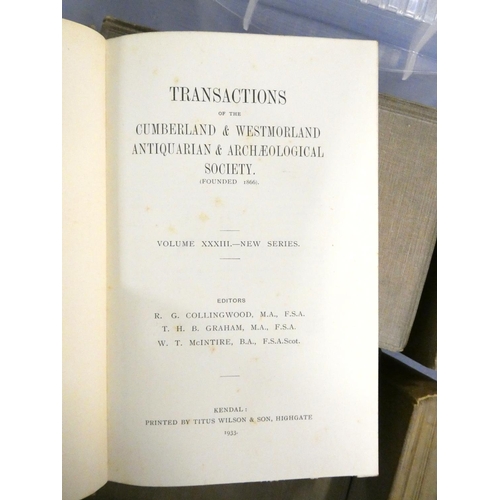 TRANSACTIONS
OF THE
CUMBERLAND & WESTMORLAND
ANTIQUARIAN & ARCHÆOLOGICAL
SOCIETY.
(FOUNDED 1866).
VOLUME XXXIII.—NEW SERIES.
EDITORS
R. G. COLLINGWOOD, M.A., F.S.A.
T. H. B. GRAHAM, M.A., F.S.A.
W. T. McINTIRE, B.A., F.S.A.Scot.
KENDAL:
PRINTED BY TITUS WILSON & SON, HIGHGATE
1933.